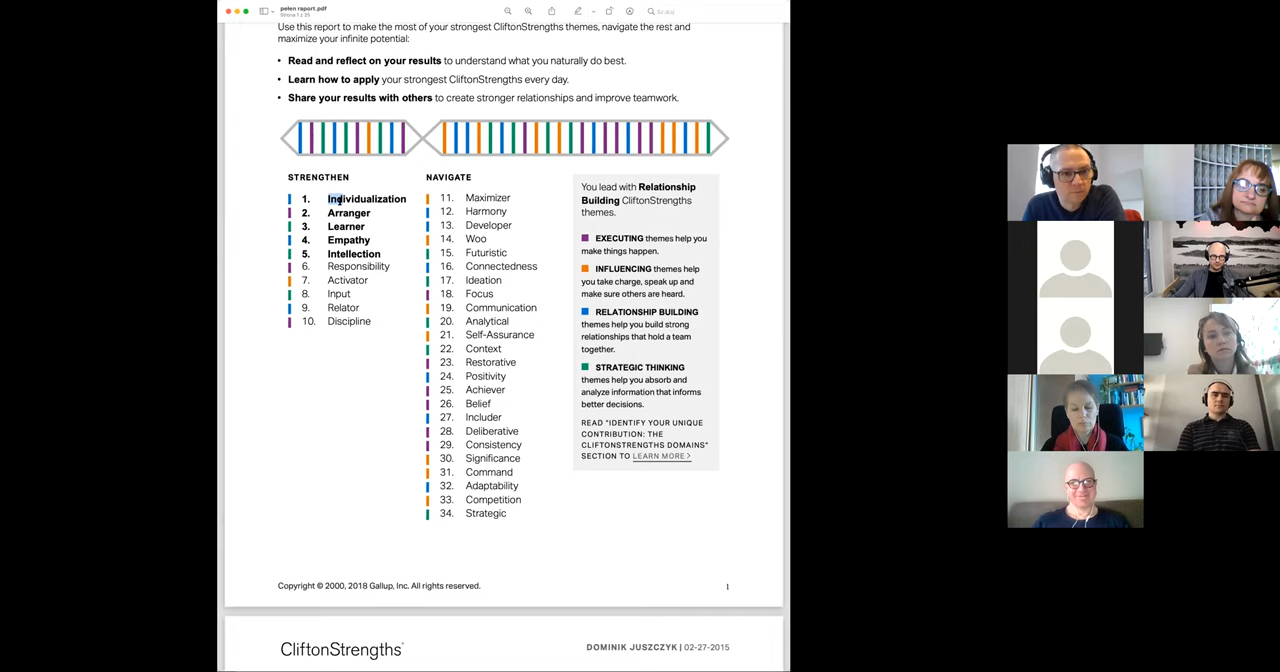 pelen raport.pdf
Strona 1 z 25
Szukaj
Use this report to make the most of your strongest CliftonStrengths themes, navigate the rest and
maximize your infinite potential:
• Read and reflect on your results to understand what you naturally do best.
• Learn how to apply your strongest CliftonStrengths every day.
• Share your results with others to create stronger relationships and improve teamwork.
STRENGTHEN
1. Individualization
2. Arranger
3. Learner
4. Empathy
5. Intellection
6. Responsibility
7. Activator
8. Input
9. Relator
10. Discipline
NAVIGATE
11. Maximizer
12. Harmony
13. Developer
14. Woo
15. Futuristic
16. Connectedness
17. Ideation
18. Focus
19. Communication
20. Analytical
21. Self-Assurance
22. Context
23. Restorative
24. Positivity
25. Achiever
26. Belief
27. Includer
28. Deliberative
29. Consistency
30. Significance
31. Command
32. Adaptability
33. Competition
34. Strategic
You lead with Relationship
Building CliftonStrengths
themes.
EXECUTING themes help you
make things happen.
INFLUENCING themes help
you take charge, speak up and
make sure others are heard.
RELATIONSHIP BUILDING
themes help you build strong
relationships that hold a team
together.
STRATEGIC THINKING
themes help you absorb and
analyze information that informs
better decisions.
READ "IDENTIFY YOUR UNIQUE
CONTRIBUTION: THE
CLIFTONSTRENGTHS DOMAINS"
SECTION TO LEARN MORE >
Copyright © 2000, 2018 Gallup, Inc. All rights reserved.
1
CliftonStrengths®
DOMINIK JUSZCZYK | 02-27-2015